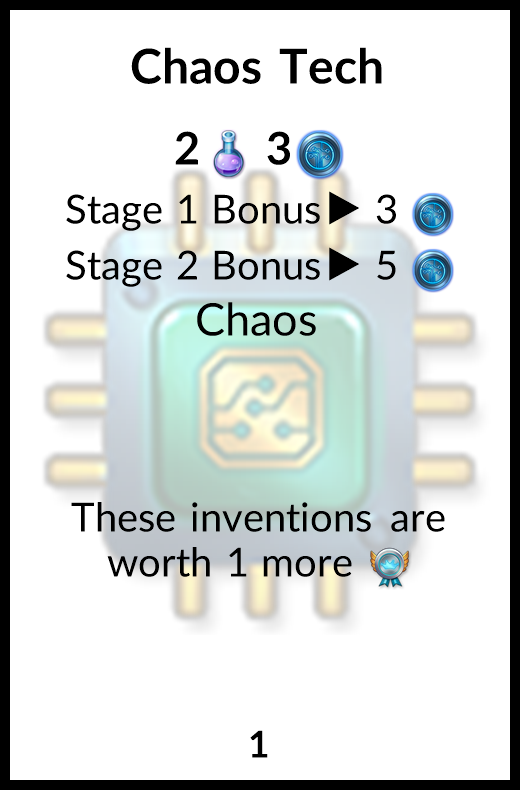 Chaos Tech
2 3
Stage 1 Bonus▶ 3
Stage 2 Bonus▶ 5
Chaos
These inventions are
worth 1 more
1